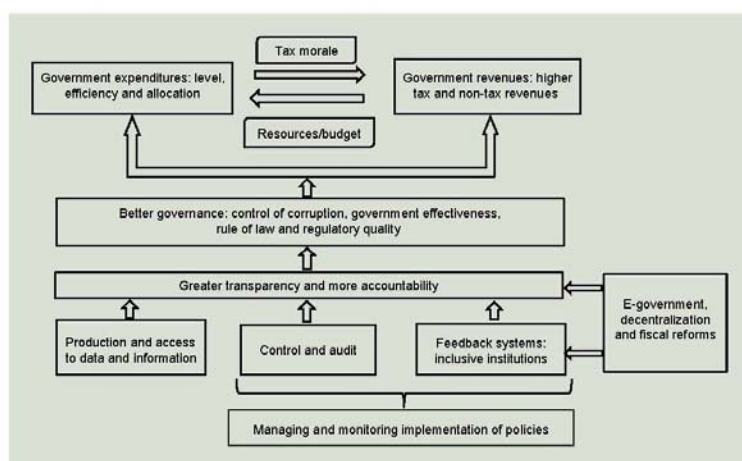 Tax morale
Government expenditures: level,
efficiency and allocation
Government revenues: higher
tax and non-tax revenues
Resources/budget
Better governance: control of corruption, government effectiveness,
rule of law and regulatory quality
Greater transparency and more accountability
E-government,
decentralization
and fiscal reforms
Production and access
to data and information
Control and audit
Feedback systems:
inclusive institutions
Managing and monitoring implementation of policies